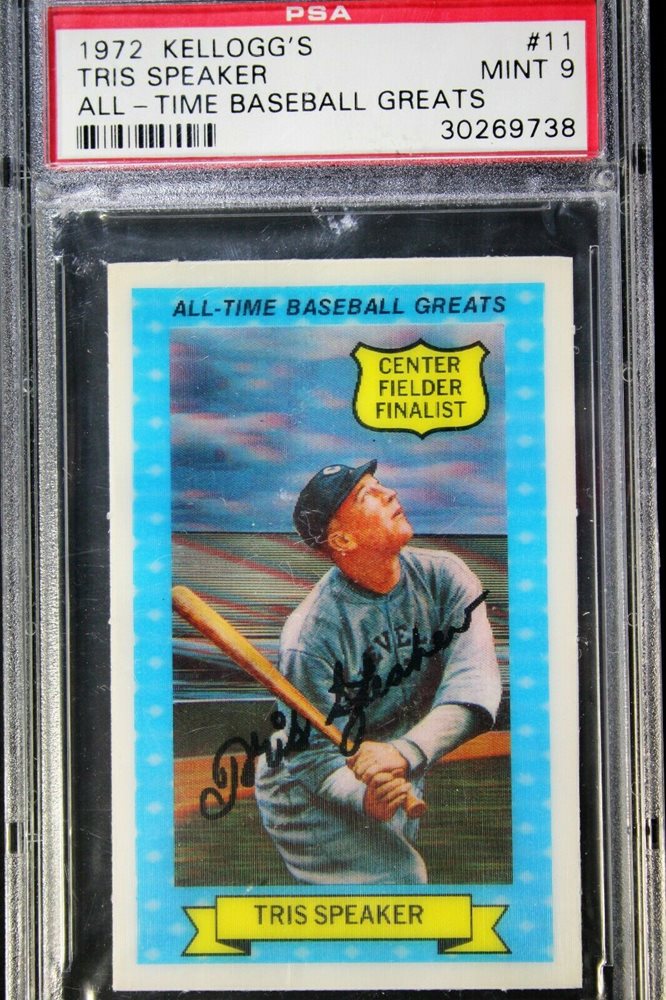 PSA
1972 KELLOGG'S #11
TRIS SPEAKER MINT 9
ALL-TIME BASEBALL GREATS
30269738
ALL-TIME BASEBALL GREATS
CENTER
FIELDER
FINALIST
EVE
Tris Speaker
TRIS SPEAKER